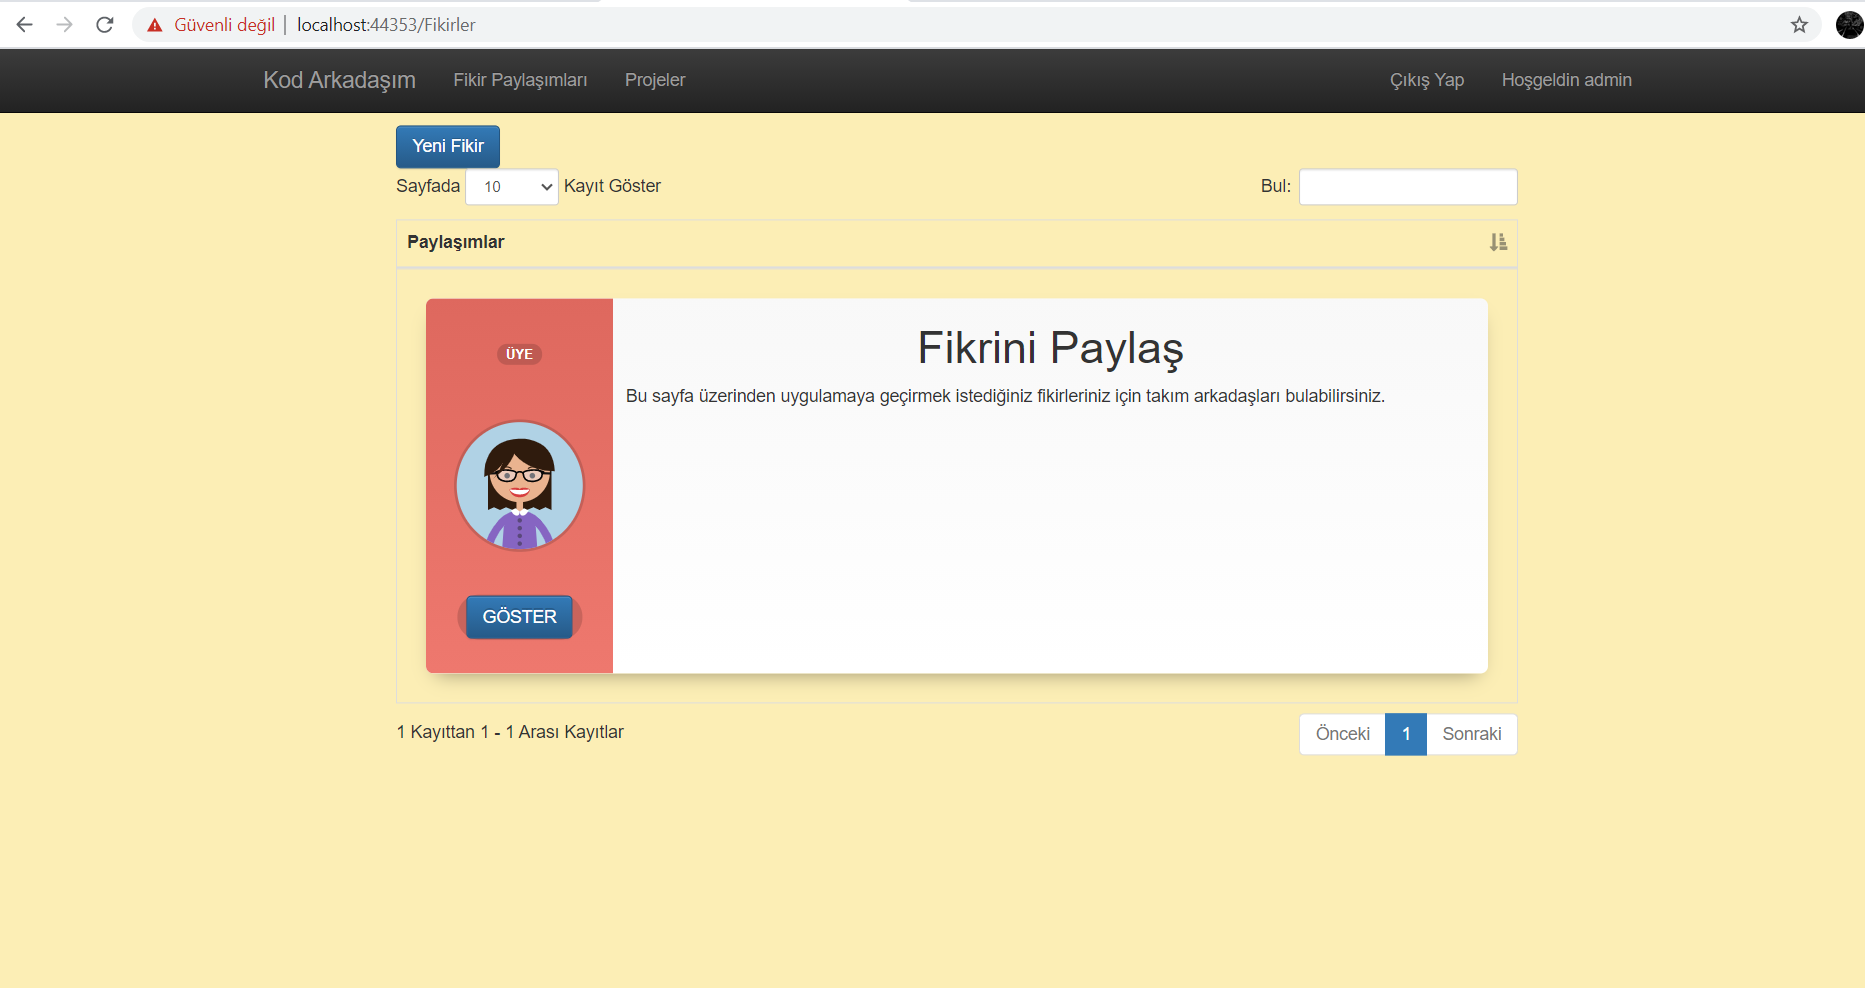 Güvenli değil | localhost:44353/Fikirler
Kod Arkadaşım Fikir Paylaşımları Projeler Çıkış Yap Hoşgeldin admin
Yeni Fikir
Sayfada 10 Kayıt Göster Bul:
Paylaşımlar
ÜYE
Fikrini Paylaş
Bu sayfa üzerinden uygulamaya geçirmek istediğiniz fikirleriniz için takım arkadaşları bulabilirsiniz.
GÖSTER
1 Kayıttan 1 - 1 Arası Kayıtlar Önceki 1 Sonraki